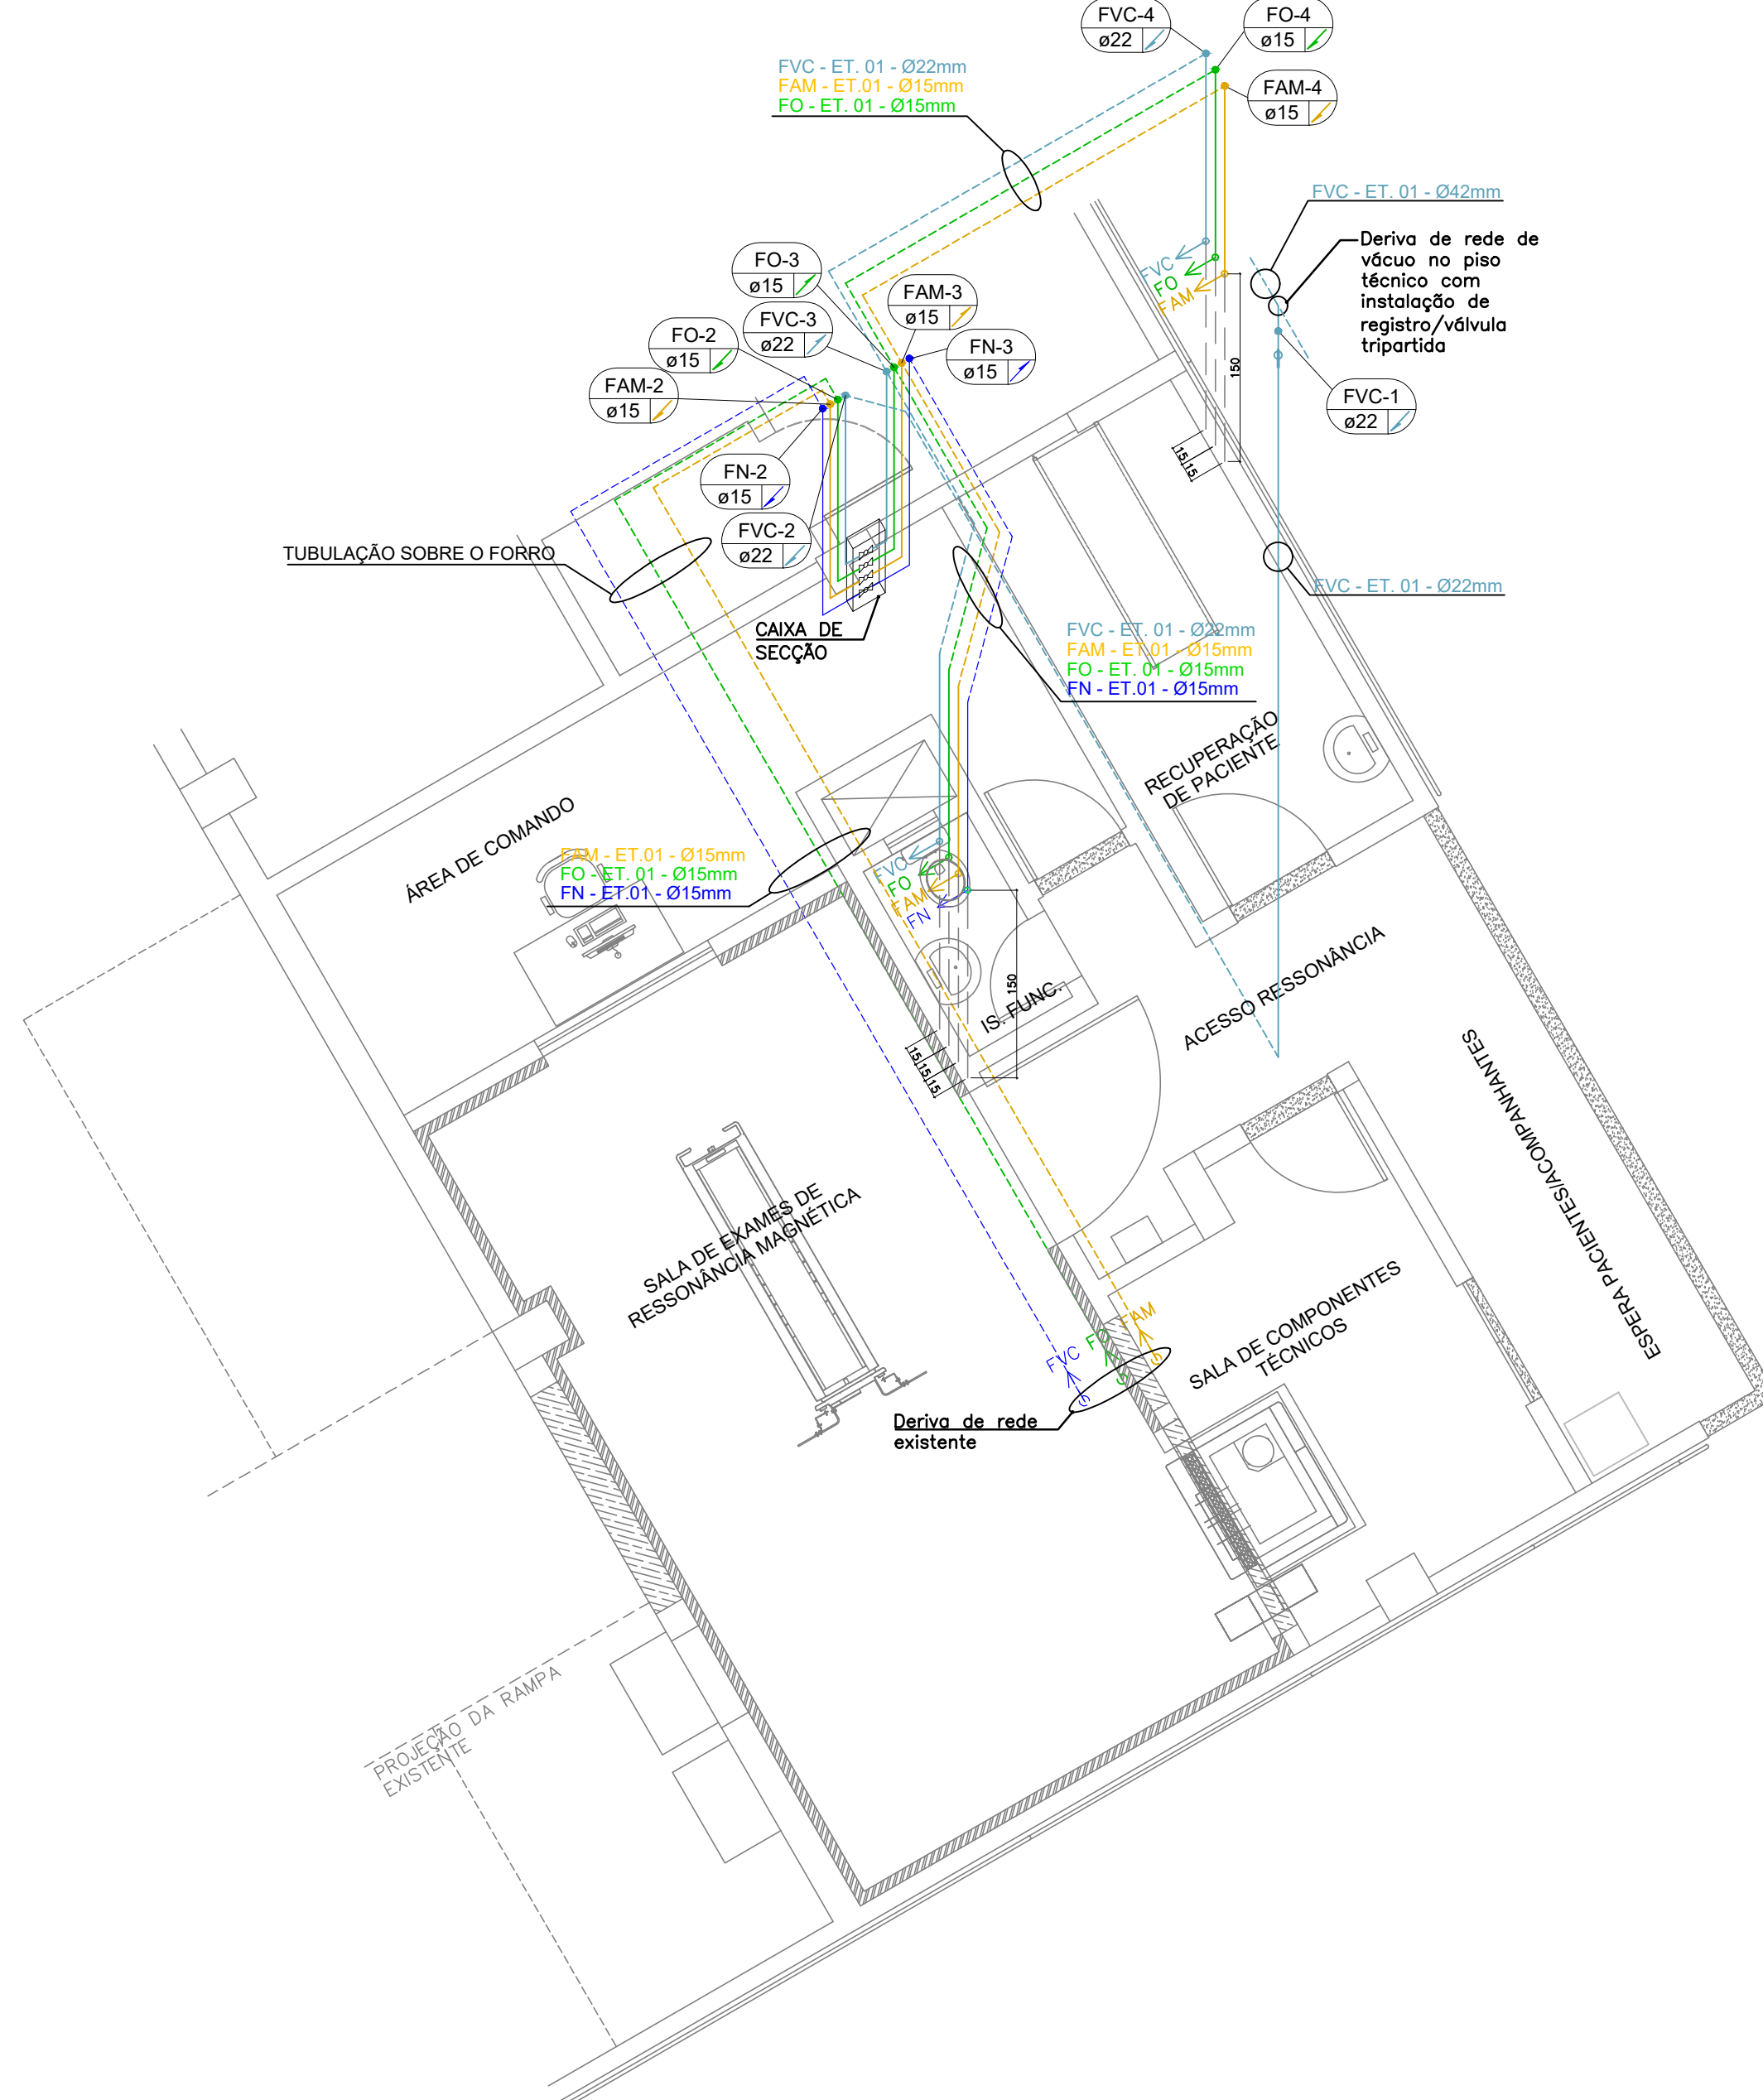 FVC-4
ø22
FO-4
ø15
FAM-4
ø15
FVC - ET. 01 - Ø22mm
FAM - ET.01 - Ø15mm
FO - ET. 01 - Ø15mm
FVC - ET. 01 - Ø42mm
Deriva de rede de
vácuo no piso
técnico com
instalação de
registro/válvula
tripartida
FVC
FO
FAM
150
15
15
FVC-1
ø22
FO-3
ø15
FAM-3
ø15
FVC-3
ø22
FN-3
ø15
FO-2
ø15
FAM-2
ø15
FN-2
ø15
FVC-2
ø22
TUBULAÇÃO SOBRE O FORRO
CAIXA DE
SECÇÃO
FVC - ET. 01 - Ø22mm
FVC - ET. 01 - Ø22mm
FAM - ET.01 - Ø15mm
FO - ET. 01 - Ø15mm
FN - ET.01 - Ø15mm
RECUPERAÇÃO
DE PACIENTE
ÁREA DE COMANDO
FAM - ET.01 - Ø15mm
FO - ET. 01 - Ø15mm
FN - ET.01 - Ø15mm
FVC
FO
FAM
FN
150
15
15
15
IS. FUNC.
ACESSO RESSONÂNCIA
ESPERA PACIENTES/ACOMPANHANTES
SALA DE EXAMES DE
RESSONÂNCIA MAGNÉTICA
SALA DE COMPONENTES
TÉCNICOS
FVC
FO
FAM
Deriva de rede
existente
PROJEÇÃO DA RAMPA
EXISTENTE